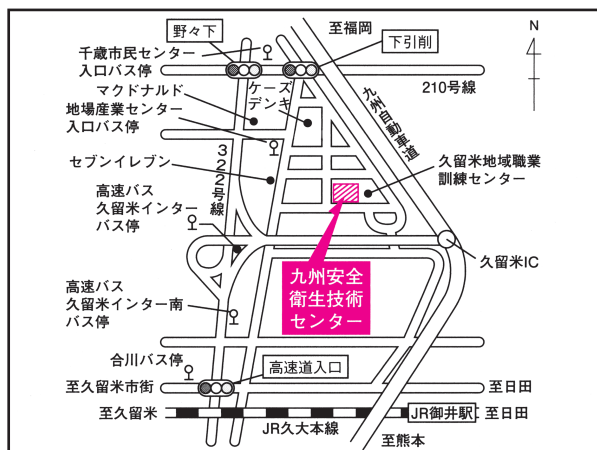 野々下
至福岡
N
千歳市民センター
入口バス停
下引削
210号線
マクドナルド
ケーズ
デンキ
地場産業センター
入口バス停
九州自動車道
322号線
セブンイレブン
久留米地域職業
訓練センター
高速バス
久留米インター
バス停
久留米IC
九州安全
衛生技術
センター
高速バス
久留米インター南
バス停
合川バス停
高速道入口
至久留米市街
至日田
至久留米
JR久大本線
JR御井駅
至日田
至熊本